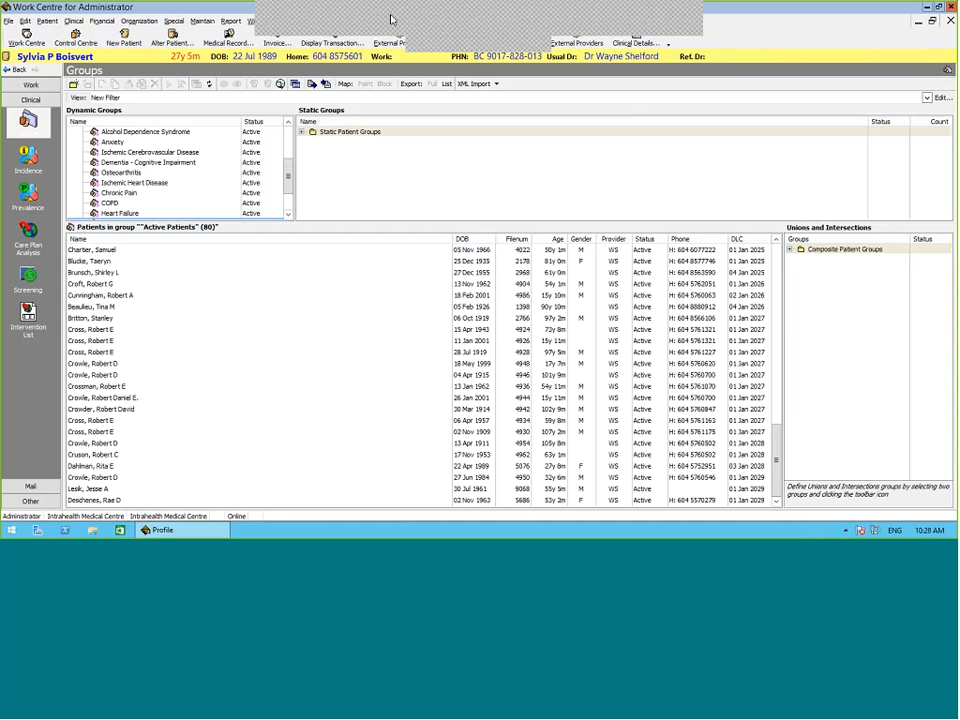 Work Centre for Administrator
File Edit Patient Clinical Financial Organization Special Maintain Report
Work Centre Control Centre New Patient Alter Patient... Medical Record... Invoice... Display Transaction... External Providers Clinical Details...
Sylvia P Boisvert 27y 5m DOB: 22 Jul 1989 Home: 604 8575601 Work: PHN: BC 9017-828-013 Usual Dr: Dr Wayne Shelford Ref. Dr:
Back Groups
Work
Map: Point Block Export: Full List XML Import
Clinical
View: New Filter Edit...
Dynamic Groups Static Groups
Name Status Name Status Count
Alcohol Dependence Syndrome Active Static Patient Groups
Anxiety Active
Ischemic Cerebrovascular Disease Active
Dementia - Cognitive Impairment Active
Osteoarthritis Active
Ischemic Heart Disease Active
Chronic Pain Active
COPD Active
Heart Failure Active
Incidence
Prevalence
Care Plan
Analysis
Screening
Intervention
List
Mail
Other
Patients in group ""Active Patients" (80)" Unions and Intersections
Name DOB Filenum Age Gender Provider Status Phone DLC Groups Status
Charter, Samuel 05 Nov 1966 4022 50y 1m M WS Active H: 604 6077222 01 Jan 2025 Composite Patient Groups
Blucke, Taeryn 25 Dec 1935 2178 81y 0m F WS Active H: 604 8577746 01 Jan 2026
Brunsch, Shirley L 27 Dec 1955 2968 61y 0m WS Active H: 604 8563590 04 Jan 2025
Croft, Robert G 13 Nov 1962 4904 54y 1m M WS Active H: 604 5762051 01 Jan 2026
Cunningham, Robert A 18 Feb 2001 4986 15y 10m M WS Active H: 604 5760063 02 Jan 2026
Beaulieu, Tina M 05 Feb 1926 1398 90y 10m WS Active H: 604 8880912 04 Jan 2026
Britton, Stanley 06 Oct 1919 2766 97y 2m M WS Active H: 604 8566106 01 Jan 2027
Cross, Robert E 15 Apr 1943 4924 73y 8m WS Active H: 604 5761321 01 Jan 2027
Cross, Robert E 11 Jan 2001 4926 15y 11m WS Active H: 604 5761321 01 Jan 2027
Cross, Robert E 28 Jul 1919 4928 97y 5m M WS Active H: 604 5761227 01 Jan 2027
Crowle, Robert D 18 May 1999 4948 17y 7m M WS Active H: 604 5760620 01 Jan 2027
Crowle, Robert D 04 Apr 1915 4946 101y 9m WS Active H: 604 5760700 01 Jan 2027
Crossman, Robert E 13 Jan 1962 4936 54y 11m M WS Active H: 604 5761070 01 Jan 2027
Crowle, Robert Daniel E. 26 Jan 2001 4944 15y 11m M WS Active H: 604 5760700 01 Jan 2027
Crowder, Robert David 30 Mar 1914 4942 102y 9m M WS Active H: 604 5760847 01 Jan 2027
Cross, Robert E 06 Apr 1957 4934 59y 8m M WS Active H: 604 5761163 01 Jan 2027
Cross, Robert E 02 Nov 1909 4930 107y 2m M WS Active H: 604 5761175 01 Jan 2027
Crowle, Robert D 13 Apr 1911 4954 105y 8m WS Active H: 604 5760502 01 Jan 2028
Cruson, Robert C 17 Nov 1953 4962 63y 1m WS Active H: 604 5760502 01 Jan 2028
Dahlman, Rita E 22 Apr 1989 5076 27y 8m F WS Active H: 604 5752951 03 Jan 2028
Crowle, Robert D 27 Jun 1984 4950 32y 6m M WS Active H: 604 5760546 01 Jan 2029
Lesik, Jesse A 30 Jul 1961 9068 55y 5m M WS Active 01 Jan 2029
Deschenes, Rae D 02 Nov 1963 5686 53y 2m F WS Active H: 604 5570279 01 Jan 2029
Define Unions and Intersections groups by selecting two
groups and clicking the toolbar icon
Administrator Intrahealth Medical Centre Intrahealth Medical Centre Online
Profile ENG 10:28 AM